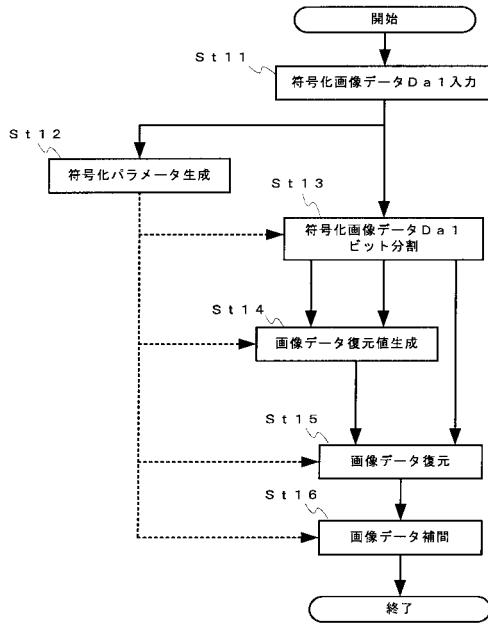 開始
Ｓｔ１１
符号化画像データＤａ１入力
Ｓｔ１２
符号化パラメータ生成
Ｓｔ１３
符号化画像データＤａ１
ビット分割
Ｓｔ１４
画像データ復元値生成
Ｓｔ１５
画像データ復元
Ｓｔ１６
画像データ補間
終了